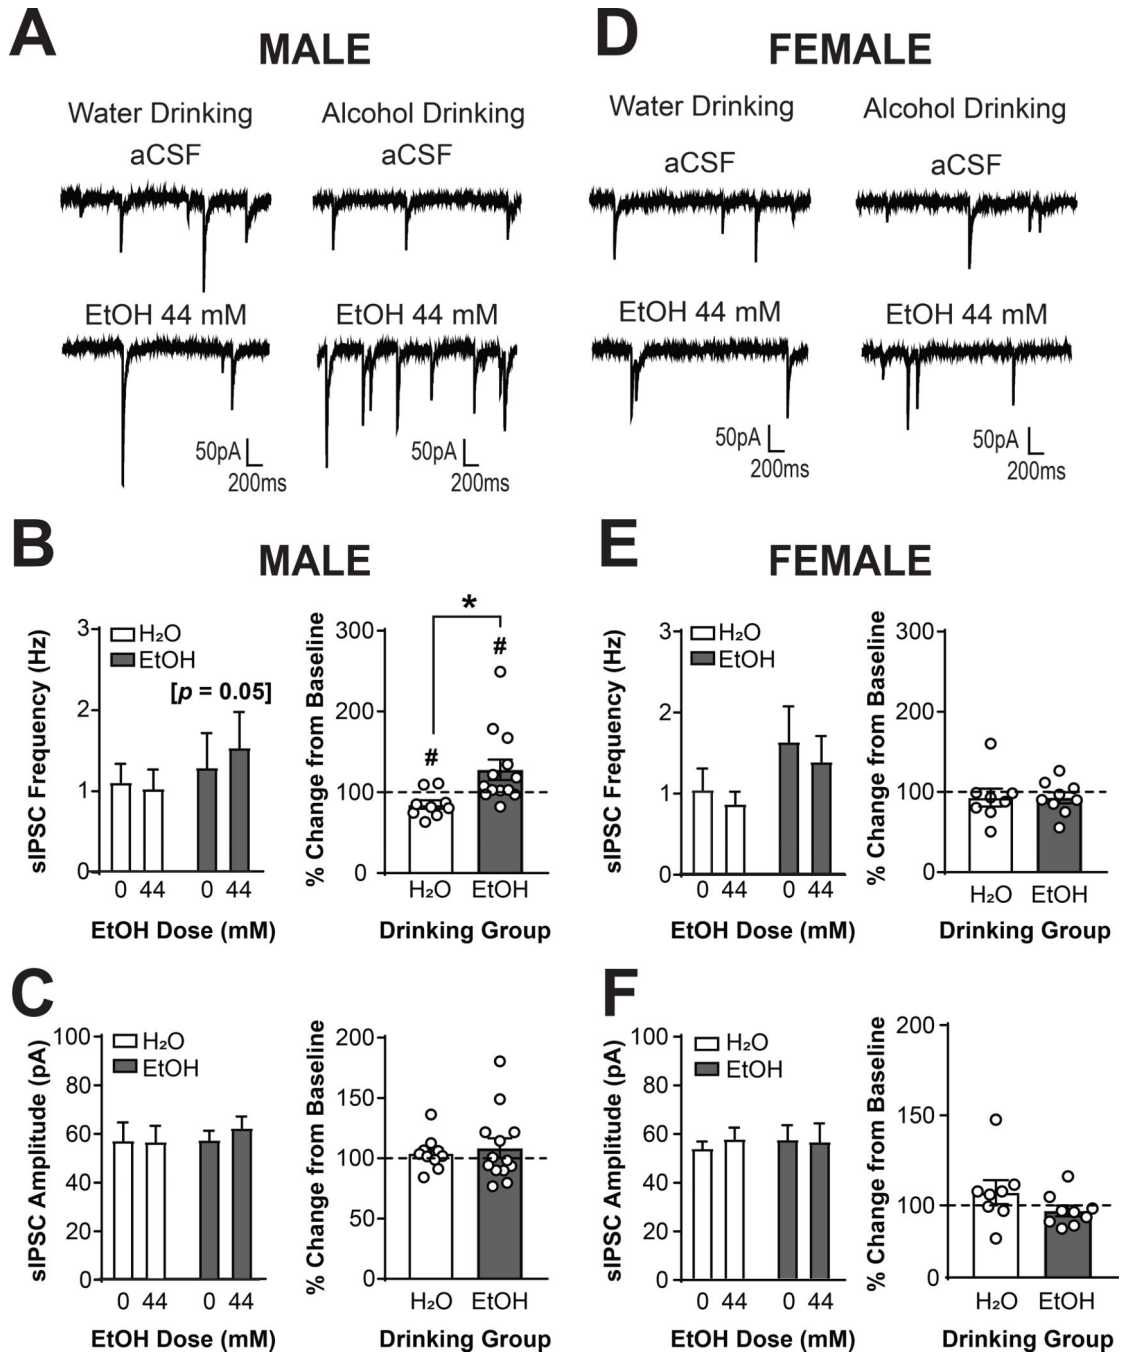 A
MALE
Water Drinking
Alcohol Drinking
aCSF
aCSF
EtOH 44 mM
EtOH 44 mM
50pA
200ms
50pA
200ms
D
FEMALE
Water Drinking
Alcohol Drinking
aCSF
aCSF
EtOH 44 mM
EtOH 44 mM
50pA
200ms
50pA
200ms
B
MALE
sIPSC Frequency (Hz)
3
2
1
0
H₂O
EtOH
[p = 0.05]
0 44 0 44
EtOH Dose (mM)
% Change from Baseline
300
200
100
0
*
#
#
H₂O EtOH
Drinking Group
E
FEMALE
sIPSC Frequency (Hz)
3
2
1
0
H₂O
EtOH
0 44 0 44
EtOH Dose (mM)
% Change from Baseline
300
200
100
0
H₂O EtOH
Drinking Group
C
sIPSC Amplitude (pA)
100
80
60
40
20
0
H₂O
EtOH
0 44 0 44
EtOH Dose (mM)
% Change from Baseline
200
150
100
50
0
H₂O EtOH
Drinking Group
F
sIPSC Amplitude (pA)
100
80
60
40
20
0
H₂O
EtOH
0 44 0 44
EtOH Dose (mM)
% Change from Baseline
200
150
100
0
H₂O EtOH
Drinking Group